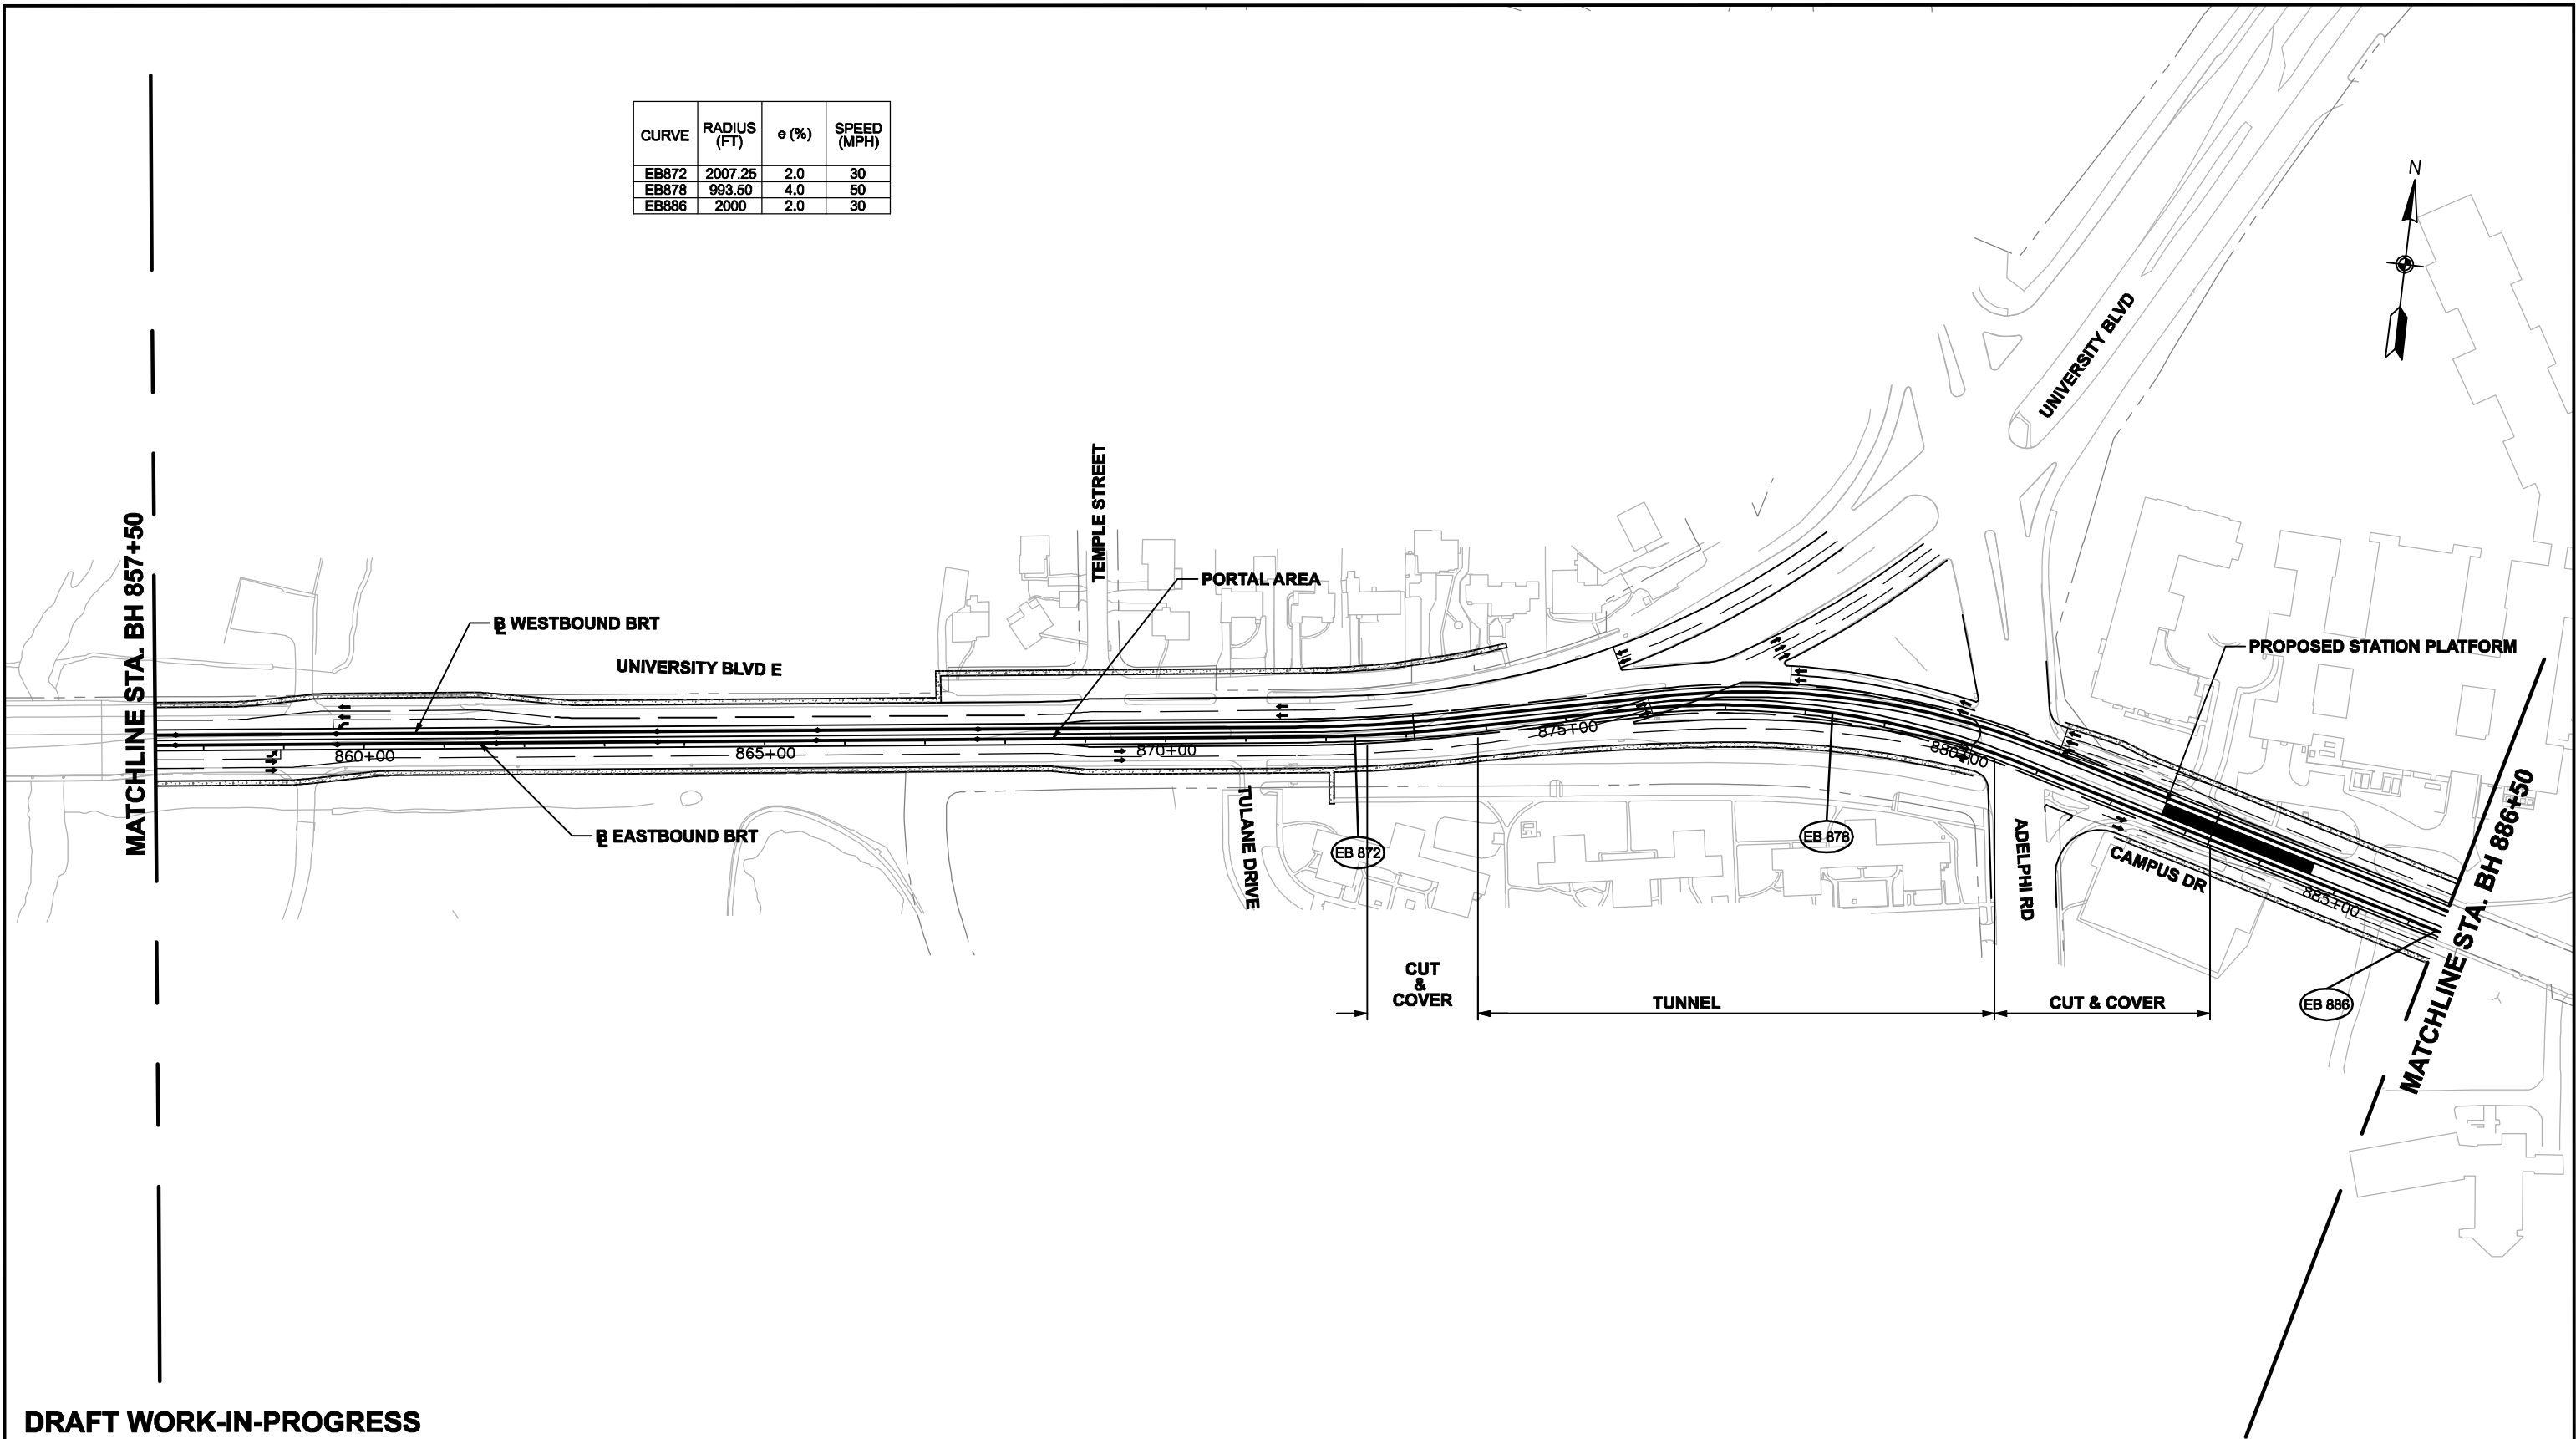 CURVE RADIUS (FT) e (%) SPEED (MPH)
EB872 2007.25 2.0 30
EB878 993.50 4.0 50
EB886 2000 2.0 30
N
UNIVERSITY BLVD
MATCHLINE STA. BH 857+50
TEMPLE STREET
PORTAL AREA
BL WESTBOUND BRT
UNIVERSITY BLVD E
PROPOSED STATION PLATFORM
860+00
865+00
870+00
875+00
880+00
885+00
BL EASTBOUND BRT
TULANE DRIVE
EB 872
EB 878
ADELPHI RD
CAMPUS DR
MATCHLINE STA. BH 886+50
CUT
&
COVER
TUNNEL
CUT & COVER
EB 886
DRAFT WORK-IN-PROGRESS